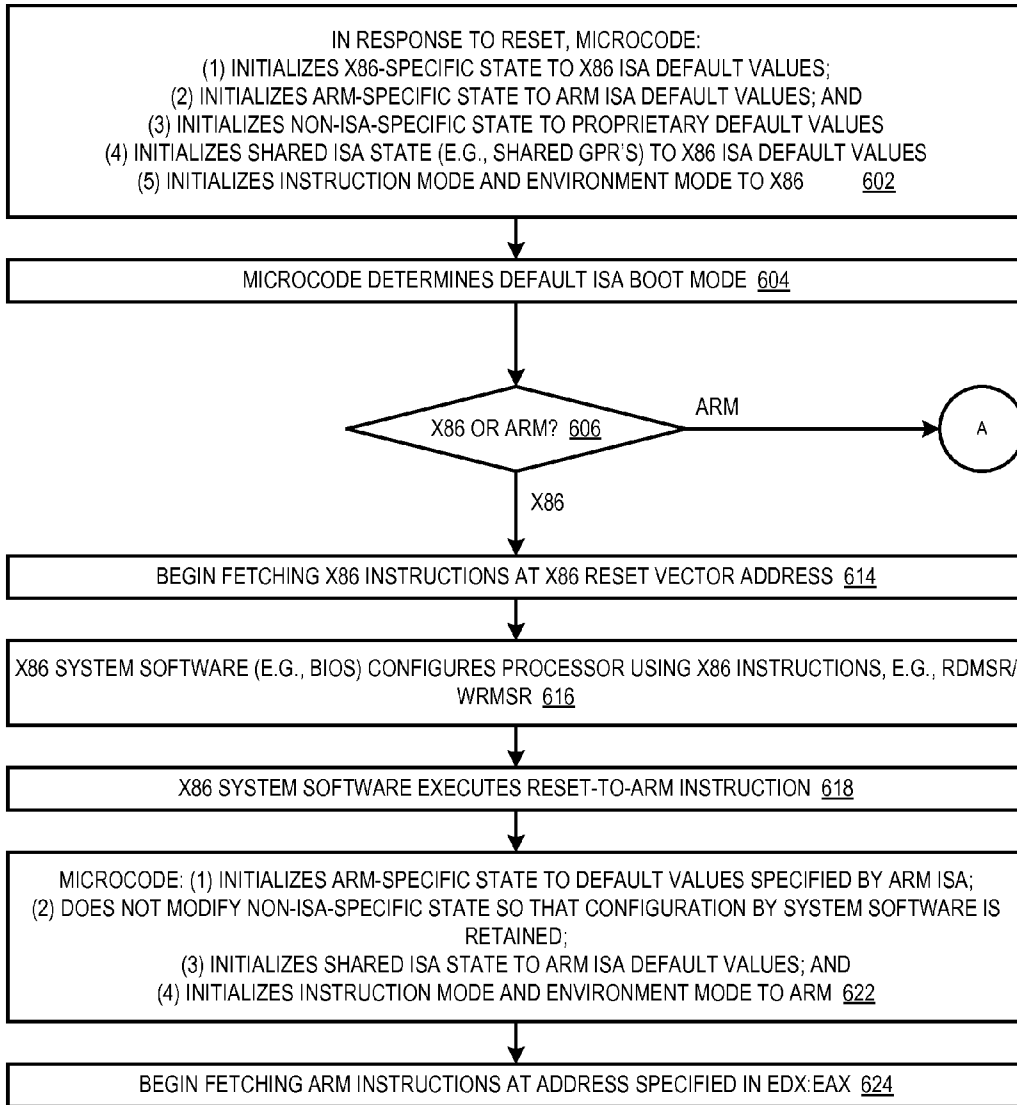 IN RESPONSE TO RESET, MICROCODE:
(1) INITIALIZES X86-SPECIFIC STATE TO X86 ISA DEFAULT VALUES;
(2) INITIALIZES ARM-SPECIFIC STATE TO ARM ISA DEFAULT VALUES; AND
(3) INITIALIZES NON-ISA-SPECIFIC STATE TO PROPRIETARY DEFAULT VALUES
(4) INITIALIZES SHARED ISA STATE (E.G., SHARED GPR'S) TO X86 ISA DEFAULT VALUES
(5) INITIALIZES INSTRUCTION MODE AND ENVIRONMENT MODE TO X86 602
MICROCODE DETERMINES DEFAULT ISA BOOT MODE 604
X86 OR ARM? 606
ARM
A
X86
BEGIN FETCHING X86 INSTRUCTIONS AT X86 RESET VECTOR ADDRESS 614
X86 SYSTEM SOFTWARE (E.G., BIOS) CONFIGURES PROCESSOR USING X86 INSTRUCTIONS, E.G., RDMSR/
WRMSR 616
X86 SYSTEM SOFTWARE EXECUTES RESET-TO-ARM INSTRUCTION 618
MICROCODE: (1) INITIALIZES ARM-SPECIFIC STATE TO DEFAULT VALUES SPECIFIED BY ARM ISA;
(2) DOES NOT MODIFY NON-ISA-SPECIFIC STATE SO THAT CONFIGURATION BY SYSTEM SOFTWARE IS
RETAINED;
(3) INITIALIZES SHARED ISA STATE TO ARM ISA DEFAULT VALUES; AND
(4) INITIALIZES INSTRUCTION MODE AND ENVIRONMENT MODE TO ARM 622
BEGIN FETCHING ARM INSTRUCTIONS AT ADDRESS SPECIFIED IN EDX:EAX 624